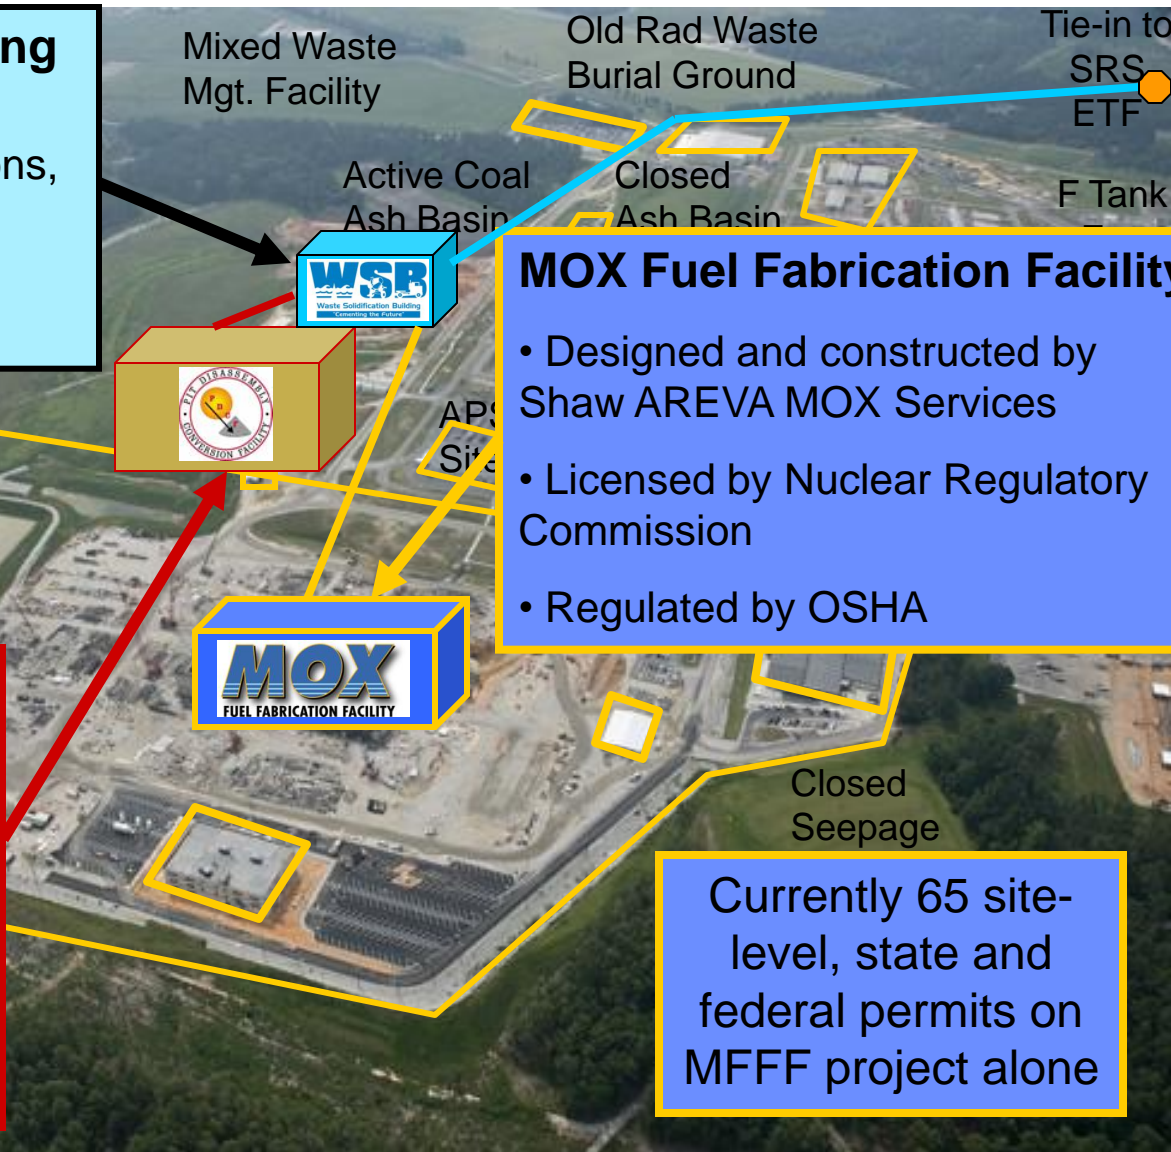 ng
ons,
Mixed Waste
Mgt. Facility
Old Rad Waste
Burial Ground
Tie-in to
SRS
ETF
Active Coal
Ash Basin
Closed
Ash Basin
F Tank
WSB
Waste Solidification Building
"Cementing the Future"
PIT DISASSEMBLY
CONVERSION FACILITY
P
D
C
F
APS
Site
MOX Fuel Fabrication Facility
• Designed and constructed by
Shaw AREVA MOX Services
• Licensed by Nuclear Regulatory
Commission
• Regulated by OSHA
MOX
FUEL FABRICATION FACILITY
Closed
Seepage
Currently 65 site-
level, state and
federal permits on
MFFF project alone